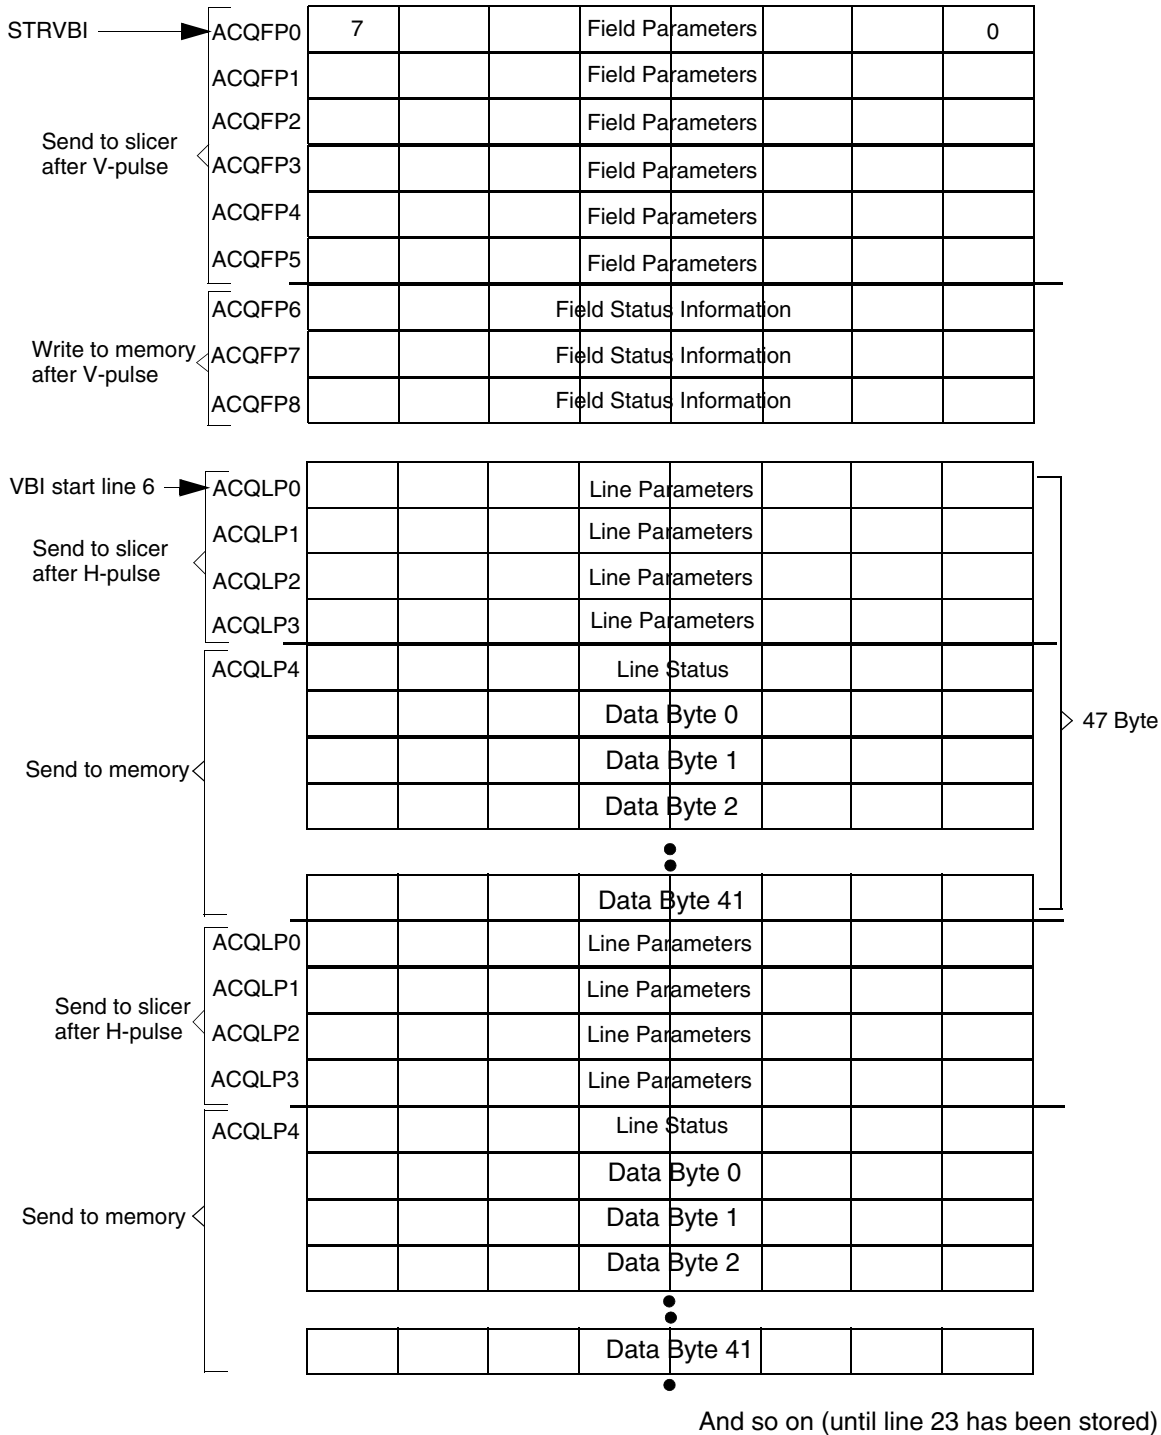 STRVBI
ACQFP0 7 Field Parameters 0
ACQFP1 Field Parameters
ACQFP2 Field Parameters
Send to slicer
after V-pulse
ACQFP3 Field Parameters
ACQFP4 Field Parameters
ACQFP5 Field Parameters
ACQFP6 Field Status Information
Write to memory
after V-pulse
ACQFP7 Field Status Information
ACQFP8 Field Status Information
VBI start line 6
ACQLP0 Line Parameters
ACQLP1 Line Parameters
Send to slicer
after H-pulse
ACQLP2 Line Parameters
ACQLP3 Line Parameters
ACQLP4 Line Status
Data Byte 0
47 Byte
Data Byte 1
Send to memory
Data Byte 2
Data Byte 41
ACQLP0 Line Parameters
ACQLP1 Line Parameters
Send to slicer
after H-pulse
ACQLP2 Line Parameters
ACQLP3 Line Parameters
ACQLP4 Line Status
Data Byte 0
Send to memory
Data Byte 1
Data Byte 2
Data Byte 41
And so on (until line 23 has been stored)